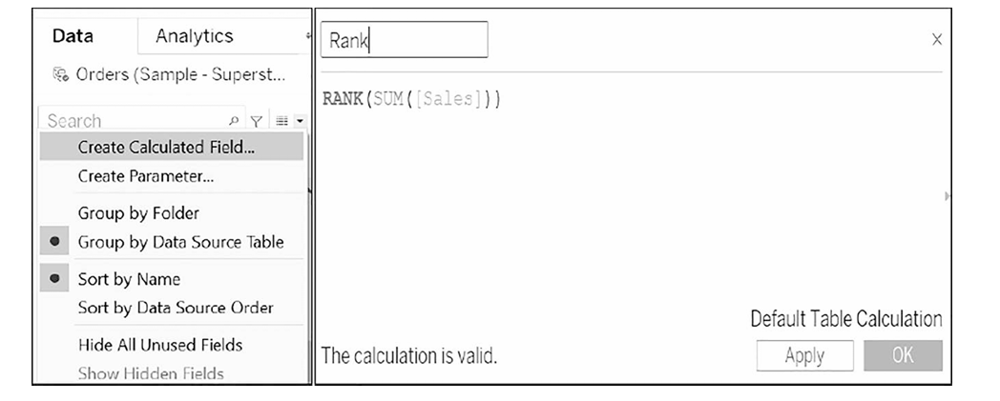 Data Analytics
Orders (Sample - Superst...
Search
Create Calculated Field...
Create Parameter...
Group by Folder
Group by Data Source Table
Sort by Name
Sort by Data Source Order
Hide All Unused Fields
Show Hidden Fields
Rank
X
RANK(SUM([Sales]))
Default Table Calculation
The calculation is valid.
Apply OK